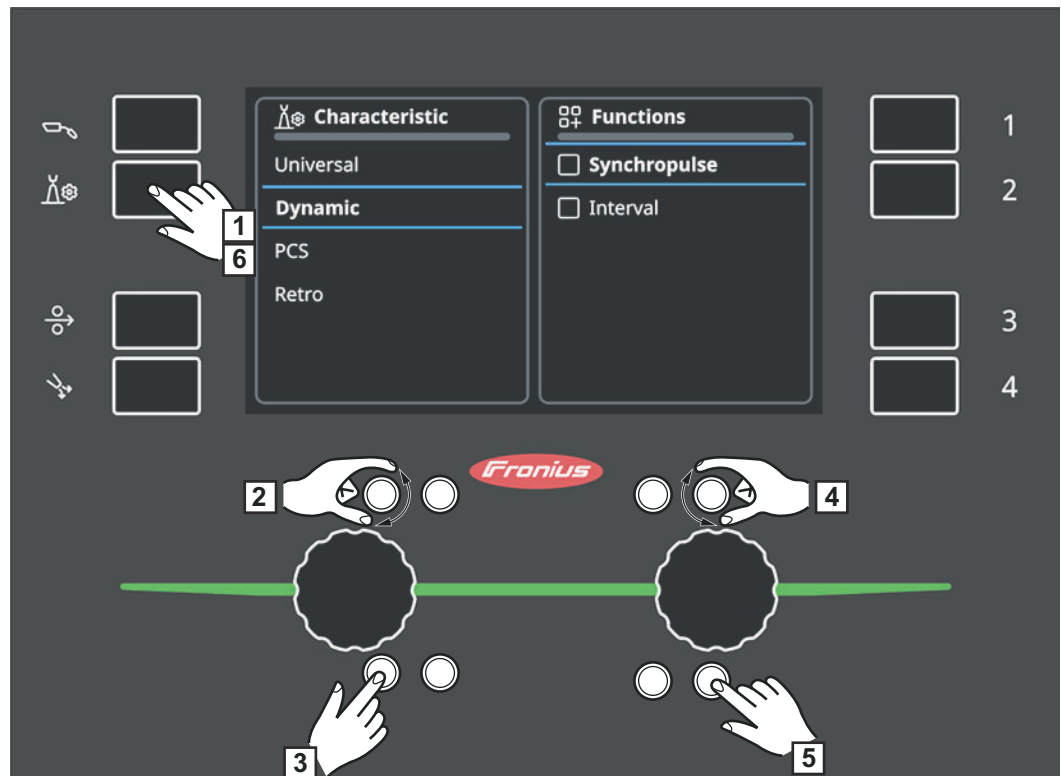 Characteristic
Universal
Dynamic
PCS
Retro
Functions
Synchropulse
Interval
1
2
3
4
1
6
Fronius
2
4
3
5